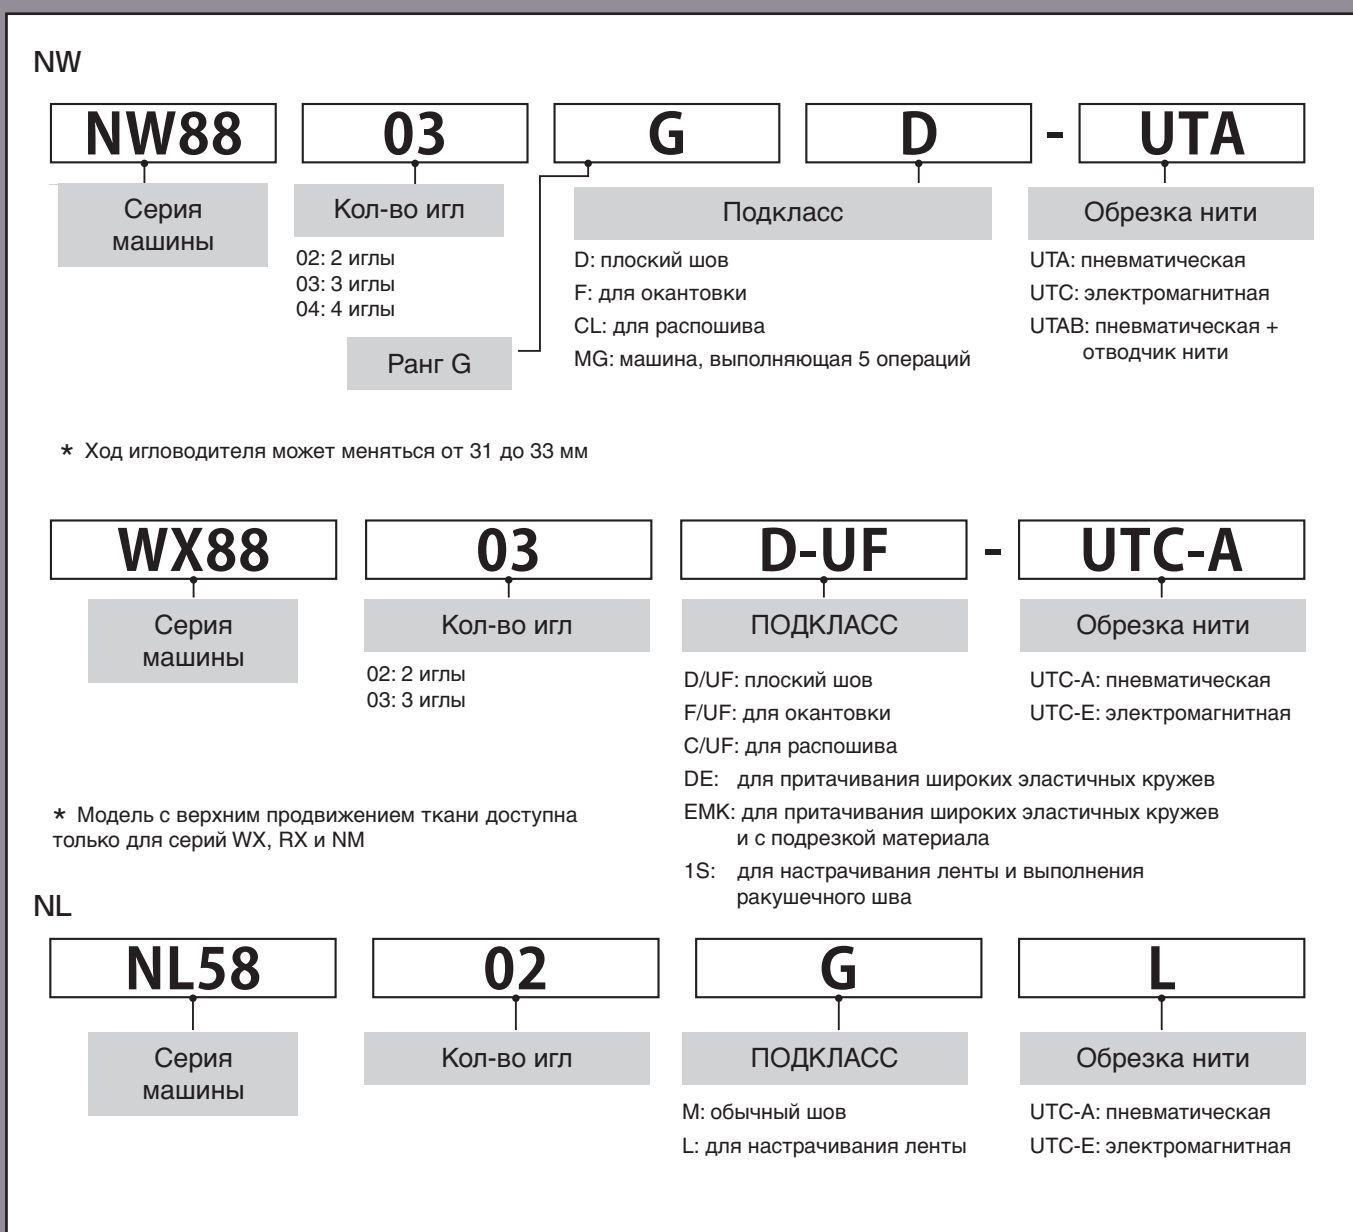 NW
NW88 03 G D - UTA
Серия
машины
Кол-во игл
Подкласс
Обрезка нити
02: 2 иглы
03: 3 иглы
04: 4 иглы
Ранг G
D: плоский шов
F: для окантовки
CL: для распошива
MG: машина, выполняющая 5 операций
UTA: пневматическая
UTC: электромагнитная
UTAB: пневматическая +
отводчик нити
* Ход игловодителя может меняться от 31 до 33 мм
WX88 03 D-UF - UTC-A
Серия
машины
Кол-во игл
ПОДКЛАСС
Обрезка нити
02: 2 иглы
03: 3 иглы
D/UF: плоский шов
F/UF: для окантовки
C/UF: для распошива
DE: для притачивания широких эластичных кружев
EMK: для притачивания широких эластичных кружев
и с подрезкой материала
1S: для настрачивания ленты и выполнения
ракушечного шва
UTC-A: пневматическая
UTC-E: электромагнитная
* Модель с верхним продвижением ткани доступна
только для серий WX, RX и NM
NL
NL58 02 G L
Серия
машины
Кол-во игл
ПОДКЛАСС
Обрезка нити
M: обычный шов
L: для настрачивания ленты
UTC-A: пневматическая
UTC-E: электромагнитная